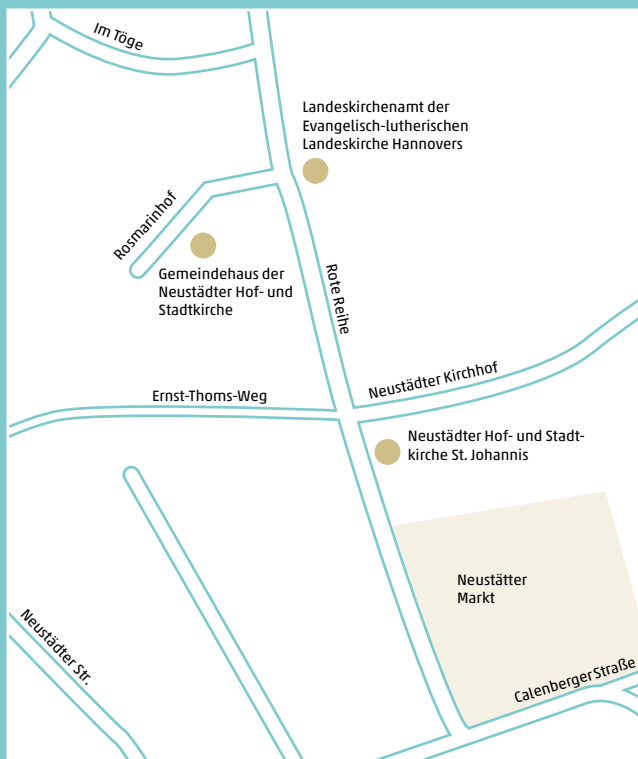 Im Töge
Landeskirchenamt der
Evangelisch-lutherischen
Landeskirche Hannovers
Rosmarinhof
Gemeindehaus der
Neustädter Hof- und
Stadtkirche
Rote Reihe
Neustädter Kirchhof
Ernst-Thoms-Weg
Neustädter Hof- und Stadt-
kirche St. Johannis
Neustätter
Markt
Neustädter Str.
Calenberger Straße